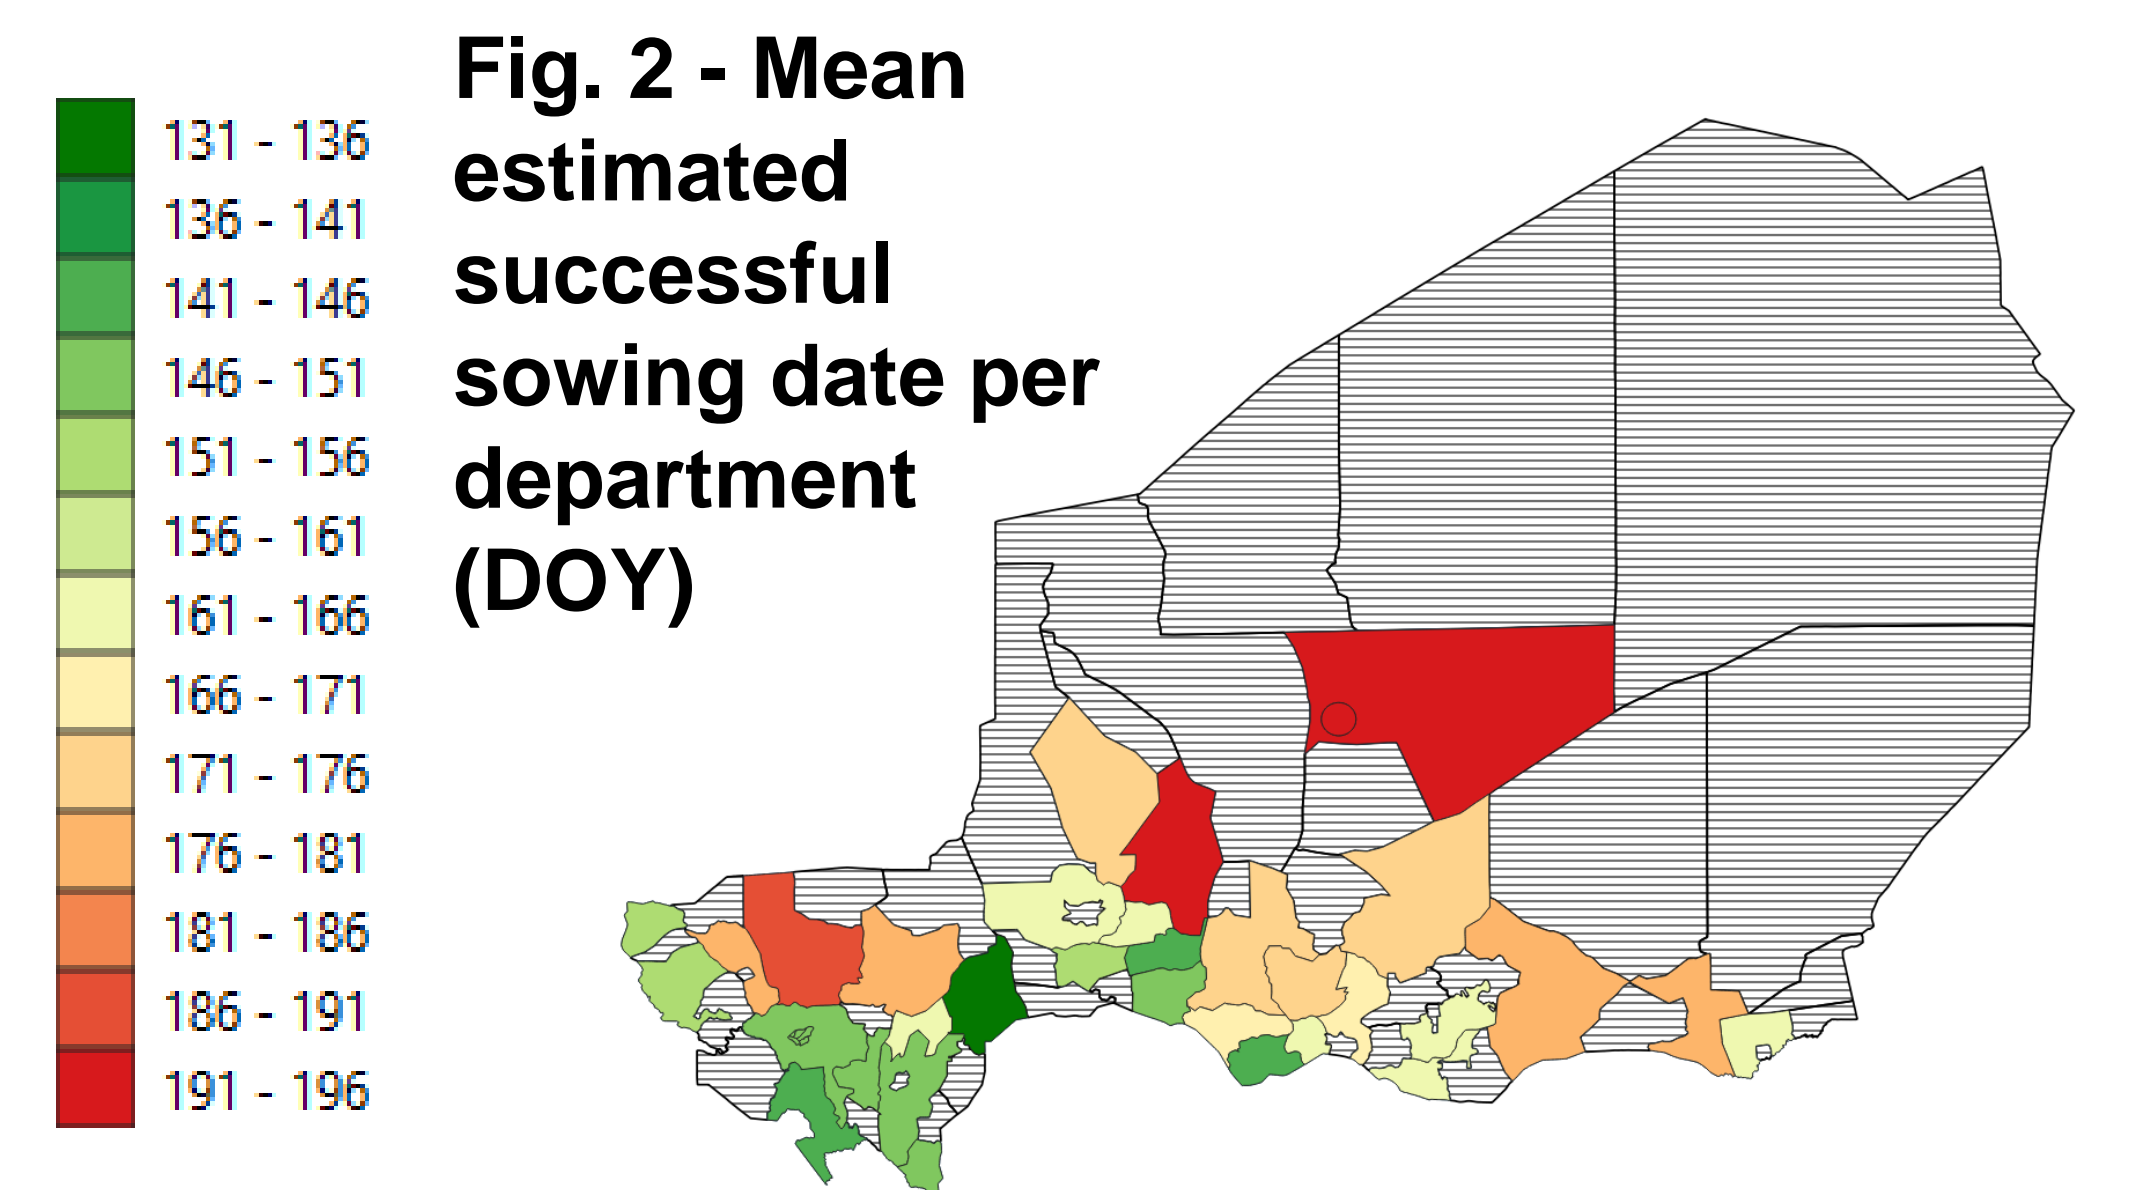 Fig. 2 - Mean
estimated
successful
sowing date per
department
(DOY)
131 - 136
136 - 141
141 - 146
146 - 151
151 - 156
156 - 161
161 - 166
166 - 171
171 - 176
176 - 181
181 - 186
186 - 191
191 - 196